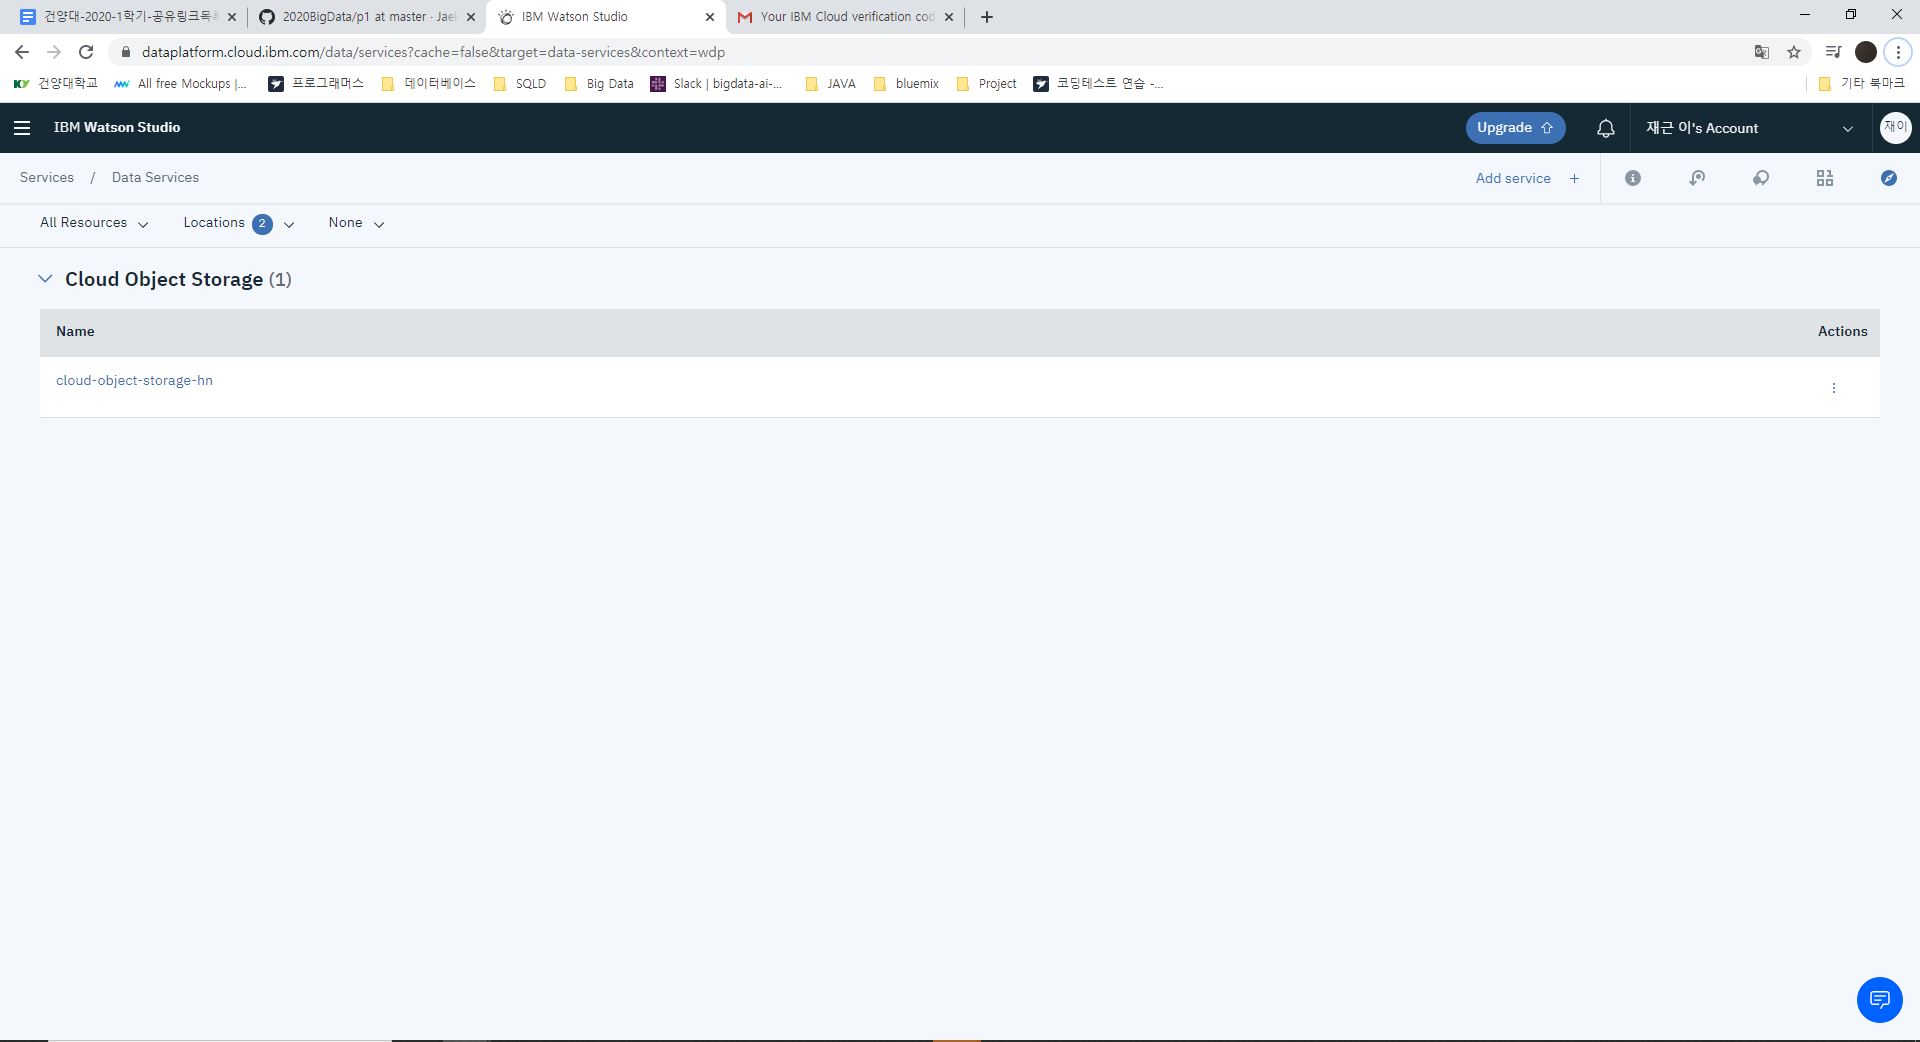 건양대-2020-1학기-공유링크목록
2020BigData/p1 at master · Jaek
IBM Watson Studio
Your IBM Cloud verification cod
dataplatform.cloud.ibm.com/data/services?cache=false&target=data-services&context=wdp
건양대학교
All free Mockups |...
프로그래머스
데이터베이스
SQLD
Big Data
Slack | bigdata-ai-...
JAVA
bluemix
Project
코딩테스트 연습 -...
기타 북마크
IBM Watson Studio
Upgrade
재근 이's Account
재이
Services / Data Services
Add service +
All Resources
Locations 2
None
Cloud Object Storage (1)
Name
Actions
cloud-object-storage-hn